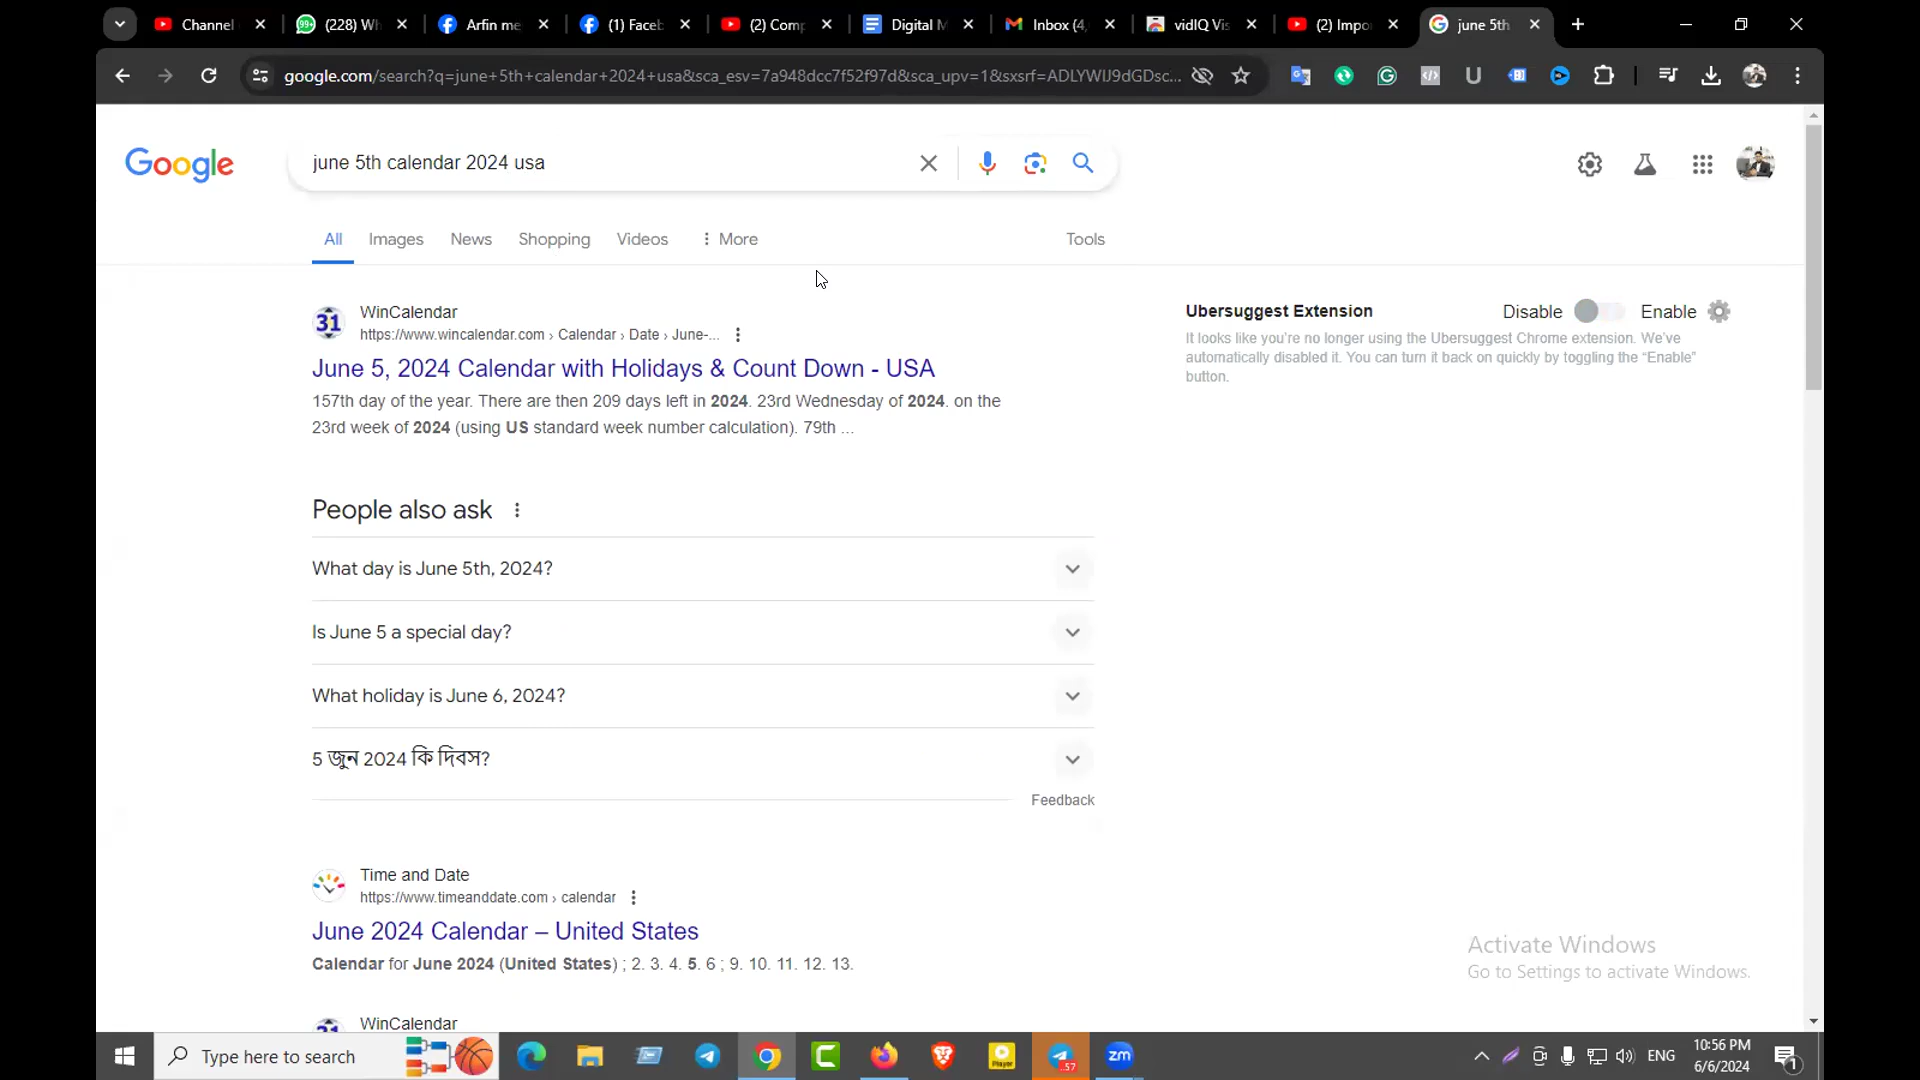 Channel
(228) Wh
Arfin me
(1) Faceb
(2) Comp
Digital M
Inbox (4,
vidIQ Vis
(2) Impo
june 5th
google.com/search?q=june+5th+calendar+2024+usa&sca_esv=7a948dcc7f52f97d&sca_upv=1&sxsrf=ADLYWIJ9dGDsc...
Google
june 5th calendar 2024 usa
All Images News Shopping Videos More Tools
WinCalendar
https://www.wincalendar.com › Calendar › Date › June-...
June 5, 2024 Calendar with Holidays & Count Down - USA
157th day of the year. There are then 209 days left in 2024. 23rd Wednesday of 2024. on the
23rd week of 2024 (using US standard week number calculation). 79th ...
Ubersuggest Extension Disable Enable
It looks like you're no longer using the Ubersuggest Chrome extension. We've
automatically disabled it. You can turn it back on quickly by toggling the “Enable”
button.
People also ask
What day is June 5th, 2024?
Is June 5 a special day?
What holiday is June 6, 2024?
5 জুন 2024 কি দিবস?
Feedback
Time and Date
https://www.timeanddate.com › calendar
June 2024 Calendar – United States
Calendar for June 2024 (United States) ; 2. 3. 4. 5. 6 ; 9. 10. 11. 12. 13.
WinCalendar
Activate Windows
Go to Settings to activate Windows.
Type here to search
Player
57
zm
ENG
10:56 PM
6/6/2024
1